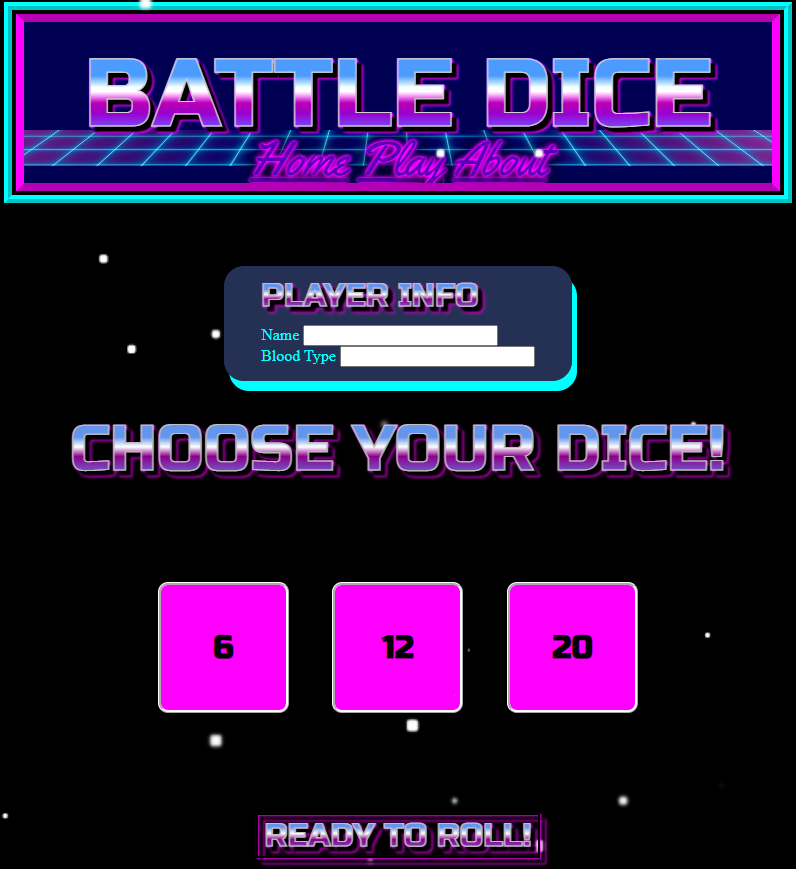 BATTLE DICE
Home Play About
PLAYER INFO
Name
Blood Type
CHOOSE YOUR DICE!
6 12 20
READY TO ROLL!